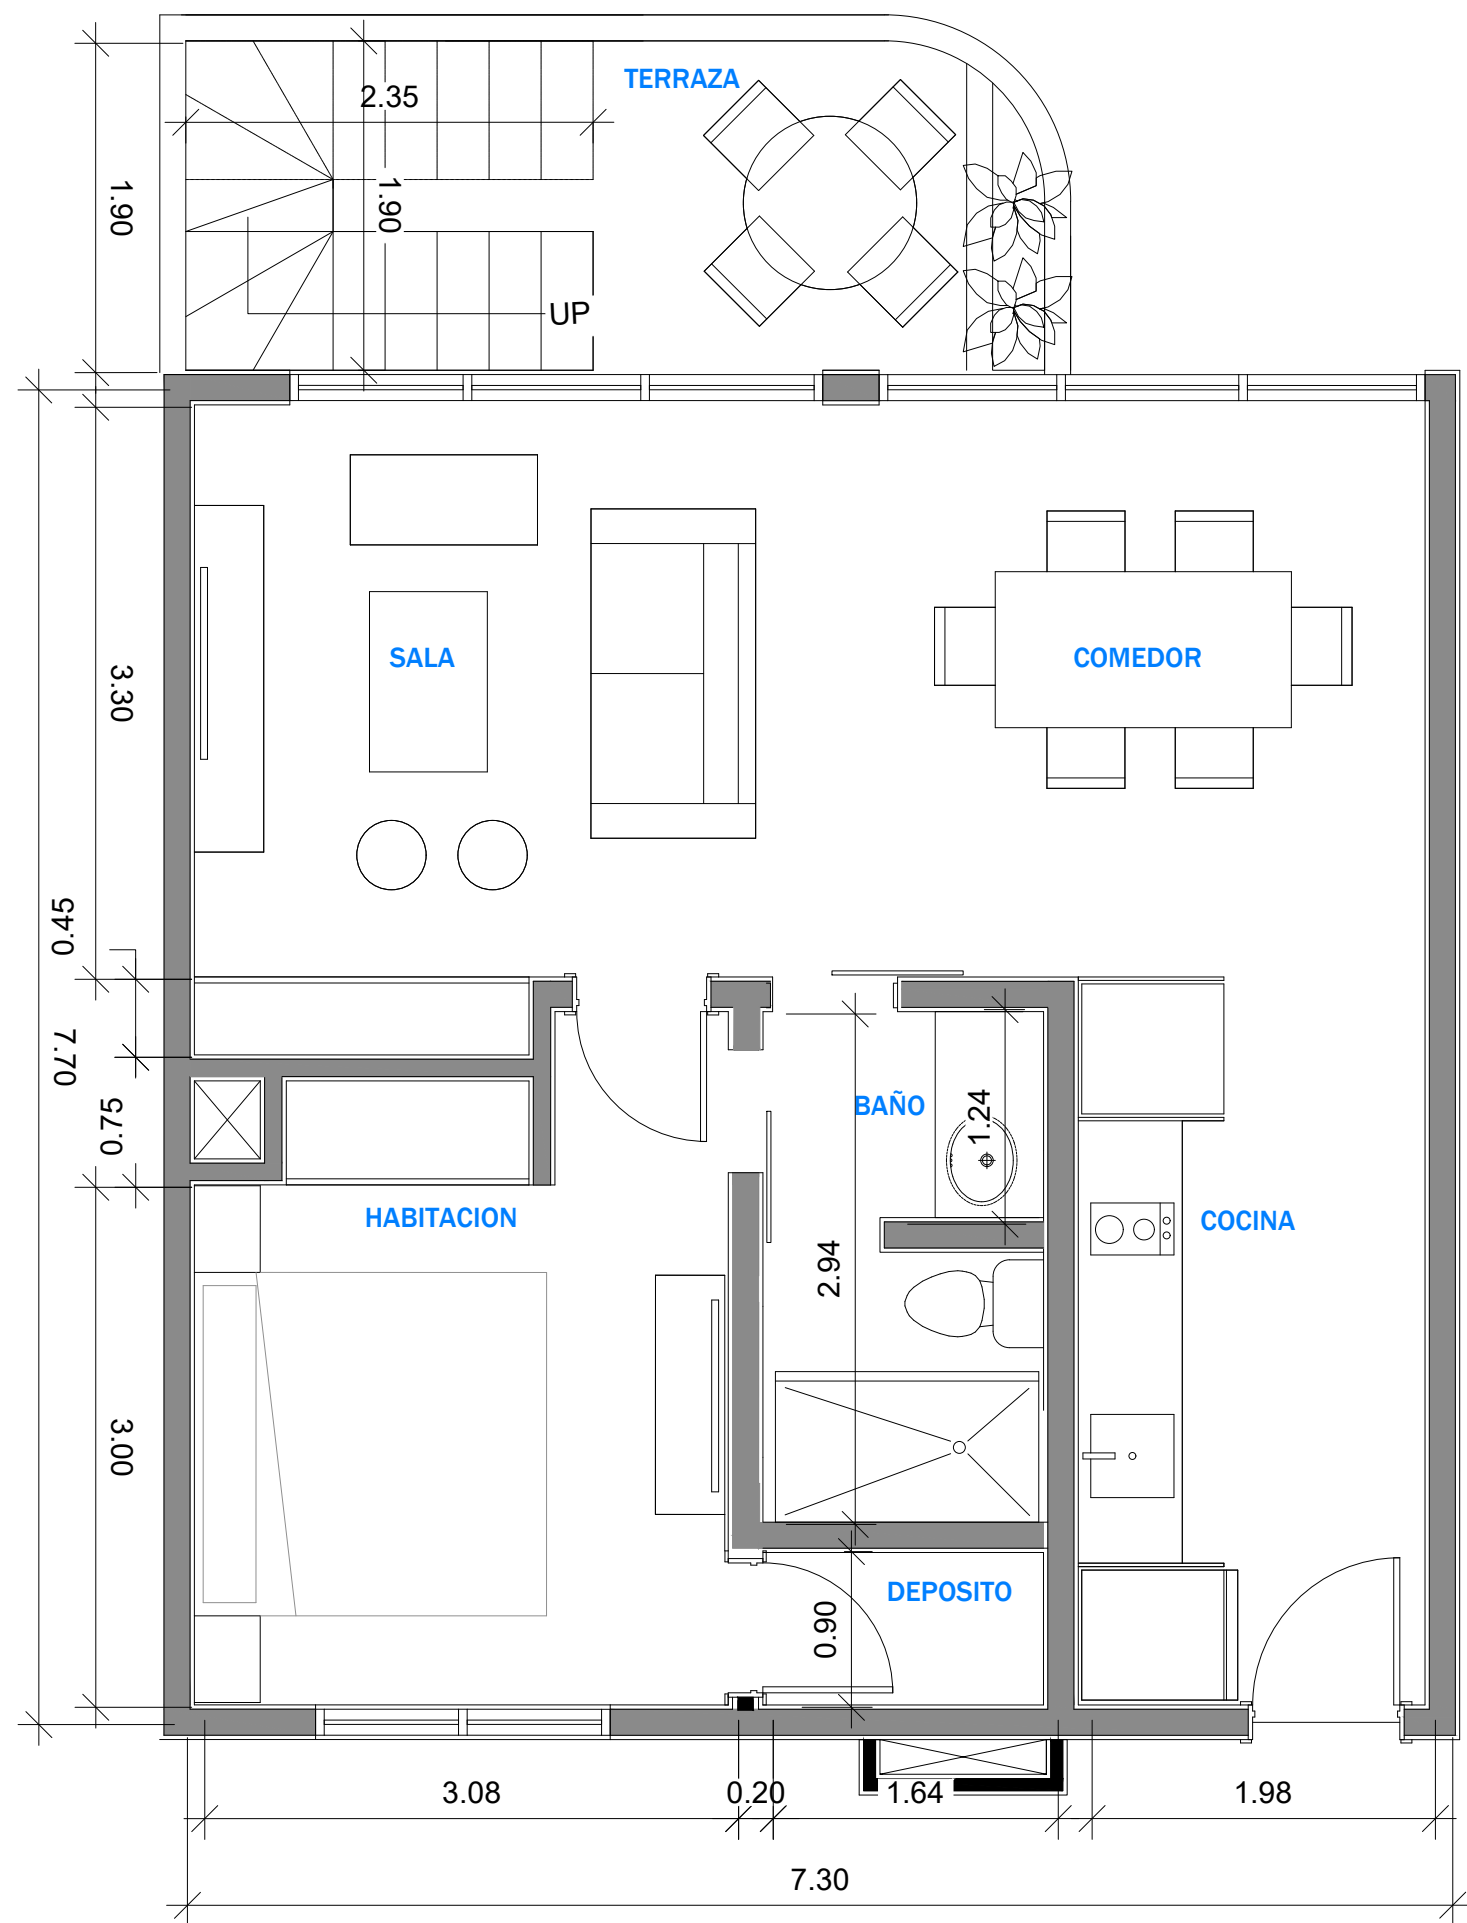 TERRAZA
2.35
1.90
1.90
UP
SALA
COMEDOR
3.30
0.45
7.70
0.75
BAÑO
1.24
HABITACION
COCINA
2.94
3.00
DEPOSITO
0.90
3.08
0.20
1.64
1.98
7.30